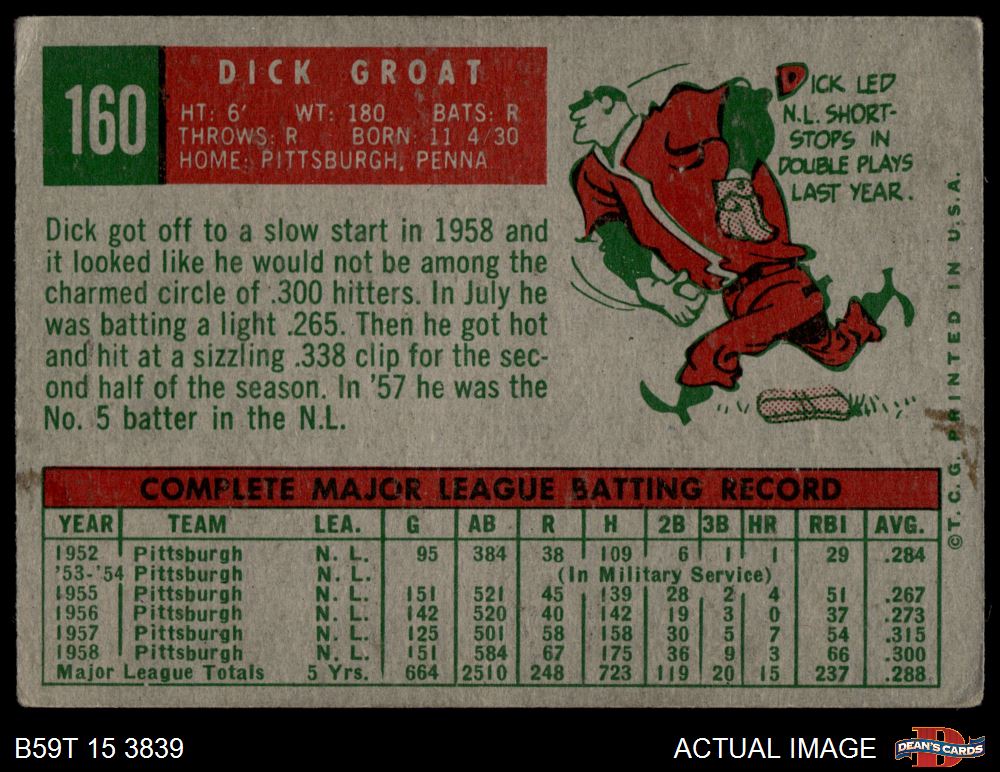 160
DICK GROAT
HT: 6' WT: 180 BATS: R
THROWS: R BORN: 11 4/30
HOME: PITTSBURGH, PENNA
DICK LED
N.L. SHORT-
STOPS IN
DOUBLE PLAYS
LAST YEAR.
Dick got off to a slow start in 1958 and
it looked like he would not be among the
charmed circle of .300 hitters. In July he
was batting a light .265. Then he got hot
and hit at a sizzling .338 clip for the sec-
ond half of the season. In '57 he was the
No. 5 batter in the N.L.
©T. C. G. PRINTED IN U.S.A.
COMPLETE MAJOR LEAGUE BATTING RECORD
YEAR TEAM LEA. G AB R H 2B 3B HR RBI AVG.
1952 Pittsburgh N. L. 95 384 38 109 6 1 1 29 .284
'53-'54 Pittsburgh N. L. (In Military Service)
1955 Pittsburgh N. L. 151 521 45 139 28 2 4 51 .267
1956 Pittsburgh N. L. 142 520 40 142 19 3 0 37 .273
1957 Pittsburgh N. L. 125 501 58 158 30 5 7 54 .315
1958 Pittsburgh N. L. 151 584 67 175 36 9 3 66 .300
Major League Totals 5 Yrs. 664 2510 248 723 119 20 15 237 .288
B59T 15 3839
ACTUAL IMAGE
DEAN'S CARDS